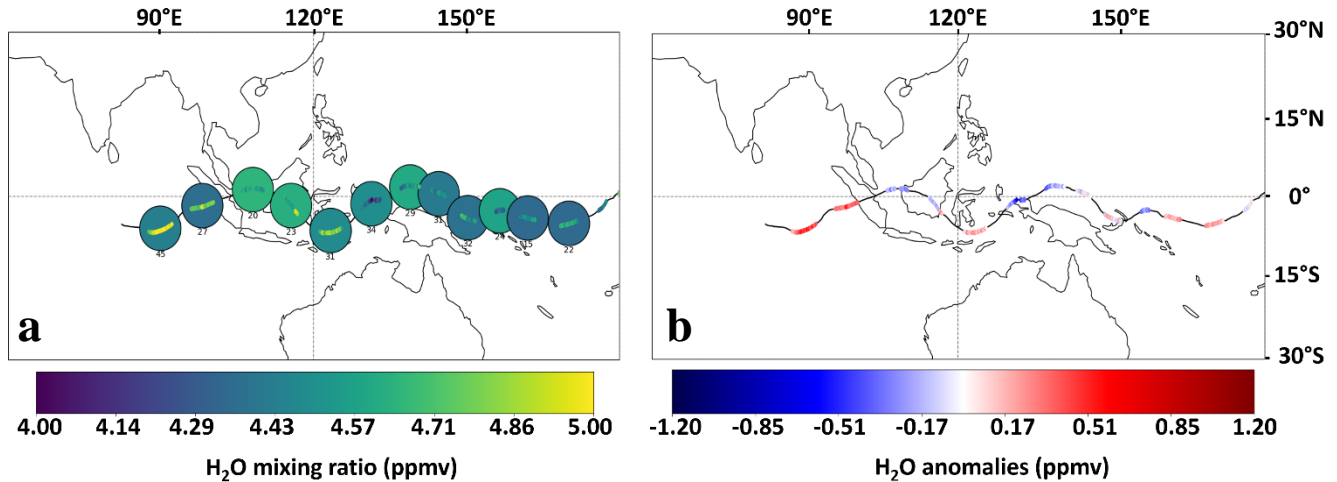 90°E 120°E 150°E 90°E 120°E 150°E 30°N
15°N
0°
15°S
30°S
45 27 20 23 31 34 29 31 32 24 15 22
a b
4.00 4.14 4.29 4.43 4.57 4.71 4.86 5.00 -1.20 -0.85 -0.51 -0.17 0.17 0.51 0.85 1.20
H₂O mixing ratio (ppmv) H₂O anomalies (ppmv)